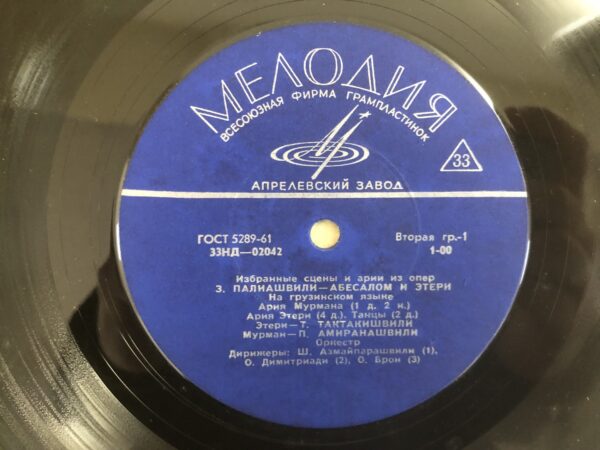 МЕЛОДИЯ
ВСЕСОЮЗНАЯ ФИРМА ГРАМПЛАСТИНОК
33
АПРЕЛЕВСКИЙ ЗАВОД
ГОСТ 5289-61 Вторая гр.-1
33НД—02042 1-00
Избранные сцены и арии из опер
З. ПАЛИАШВИЛИ—АБЕСАЛОМ И ЭТЕРИ
На грузинском языке
Ария Мурмана (1 д. 2 к.)
Ария Этери (4 д.), Танцы (2 д.)
Этери—Т. ТАКТАКИШВИЛИ
Мурман—П. АМИРАНАШВИЛИ
Оркестр
Дирижеры: Ш. Азмайпарашвили (1),
О. Димитриади (2), О. Брон (3)